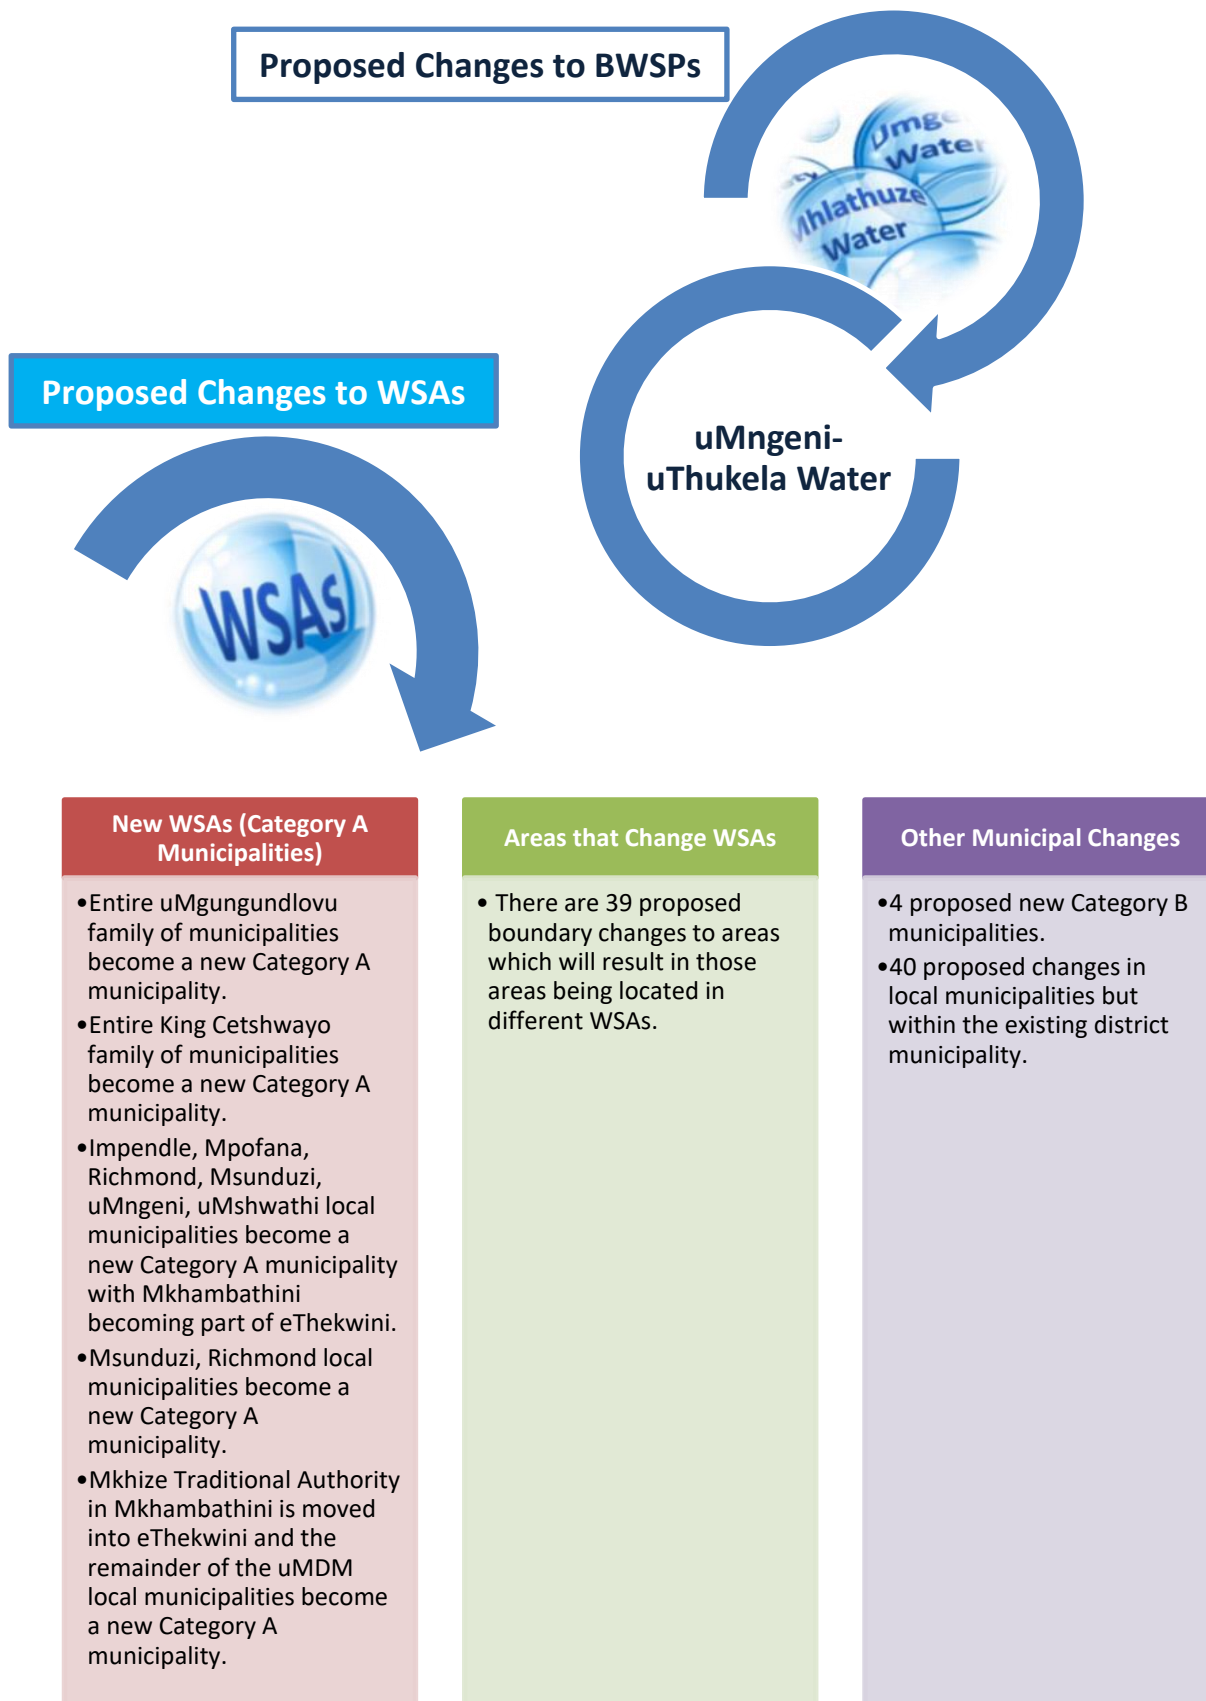 Proposed Changes to BWSPs
Umge
Water
Mhlathuze
Water
uMngeni-
uThukela Water
Proposed Changes to WSAs
WSAs
New WSAs (Category A
Municipalities)
•Entire uMgungundlovu
family of municipalities
become a new Category A
municipality.
•Entire King Cetshwayo
family of municipalities
become a new Category A
municipality.
•Impendle, Mpofana,
Richmond, Msunduzi,
uMngeni, uMshwathi local
municipalities become a
new Category A municipality
with Mkhambathini
becoming part of eThekwini.
•Msunduzi, Richmond local
municipalities become a
new Category A
municipality.
•Mkhize Traditional Authority
in Mkhambathini is moved
into eThekwini and the
remainder of the uMDM
local municipalities become
a new Category A
municipality.
Areas that Change WSAs
• There are 39 proposed
boundary changes to areas
which will result in those
areas being located in
different WSAs.
Other Municipal Changes
•4 proposed new Category B
municipalities.
•40 proposed changes in
local municipalities but
within the existing district
municipality.